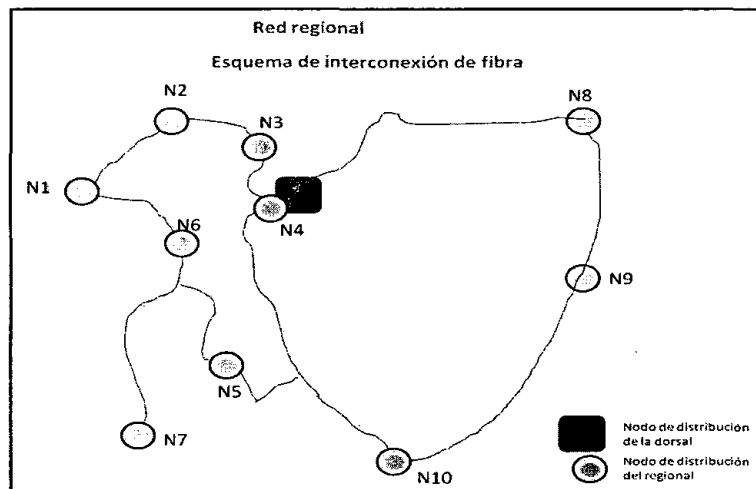 Red regional
Esquema de interconexión de fibra
N2
N8
N3
N1
N4
N6
N9
N5
N7
N10
Nodo de distribución
de la dorsal
Nodo de distribución
del regional